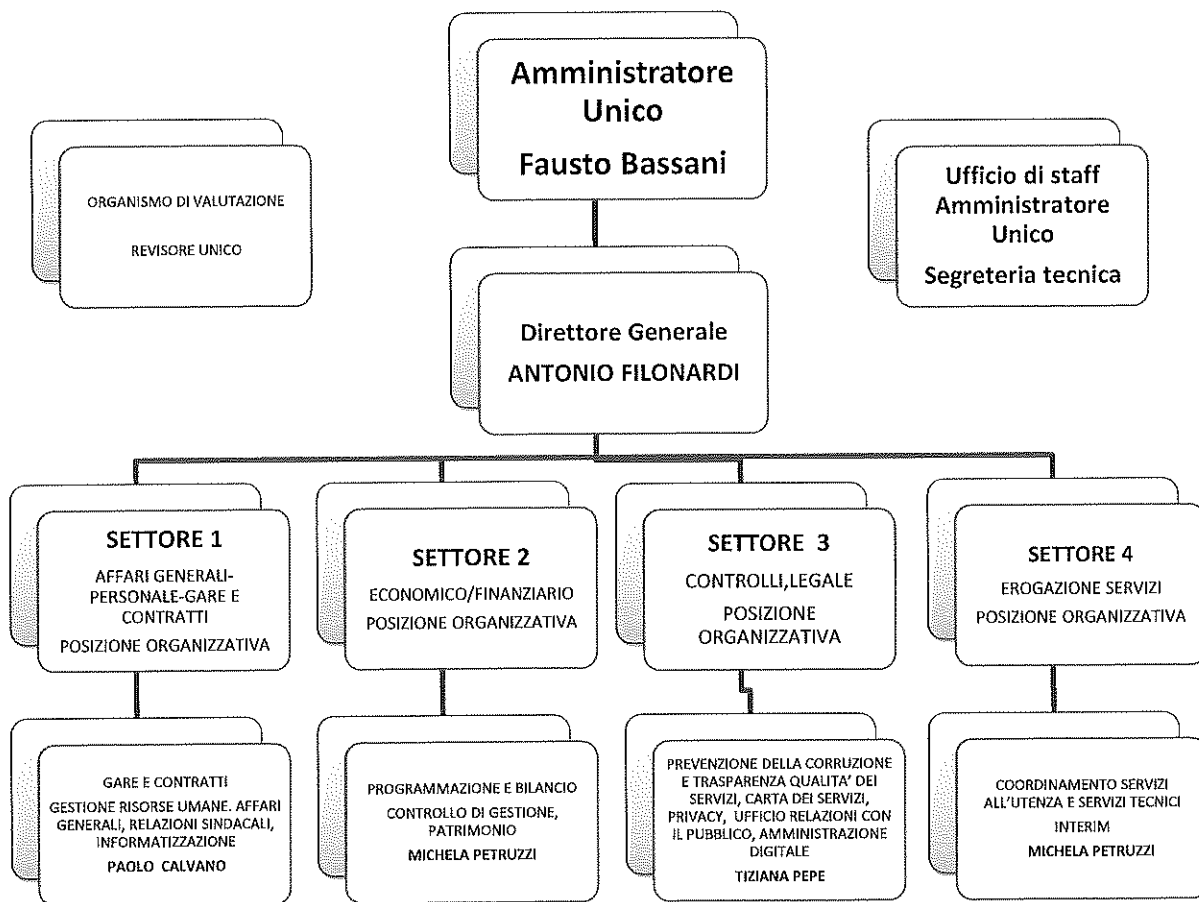 Amministratore
Unico
Fausto Bassani
ORGANISMO DI VALUTAZIONE
REVISORE UNICO
Ufficio di staff
Amministratore
Unico
Segreteria tecnica
Direttore Generale
ANTONIO FILONARDI
SETTORE 1
AFFARI GENERALI-
PERSONALE-GARE E
CONTRATTI
POSIZIONE ORGANIZZATIVA
SETTORE 2
ECONOMICO/FINANZIARIO
POSIZIONE ORGANIZZATIVA
SETTORE 3
CONTROLLI,LEGALE
POSIZIONE
ORGANIZZATIVA
SETTORE 4
EROGAZIONE SERVIZI
POSIZIONE ORGANIZZATIVA
GARE E CONTRATTI
GESTIONE RISORSE UMANE. AFFARI
GENERALI, RELAZIONI SINDACALI,
INFORMATIZZAZIONE
PAOLO CALVANO
PROGRAMMAZIONE E BILANCIO
CONTROLLO DI GESTIONE,
PATRIMONIO
MICHELA PETRUZZI
PREVENZIONE DELLA CORRUZIONE
E TRASPARENZA QUALITA' DEI
SERVIZI, CARTA DEI SERVIZI,
PRIVACY, UFFICIO RELAZIONI CON
IL PUBBLICO, AMMINISTRAZIONE
DIGITALE
TIZIANA PEPE
COORDINAMENTO SERVIZI
ALL'UTENZA E SERVIZI TECNICI
INTERIM
MICHELA PETRUZZI